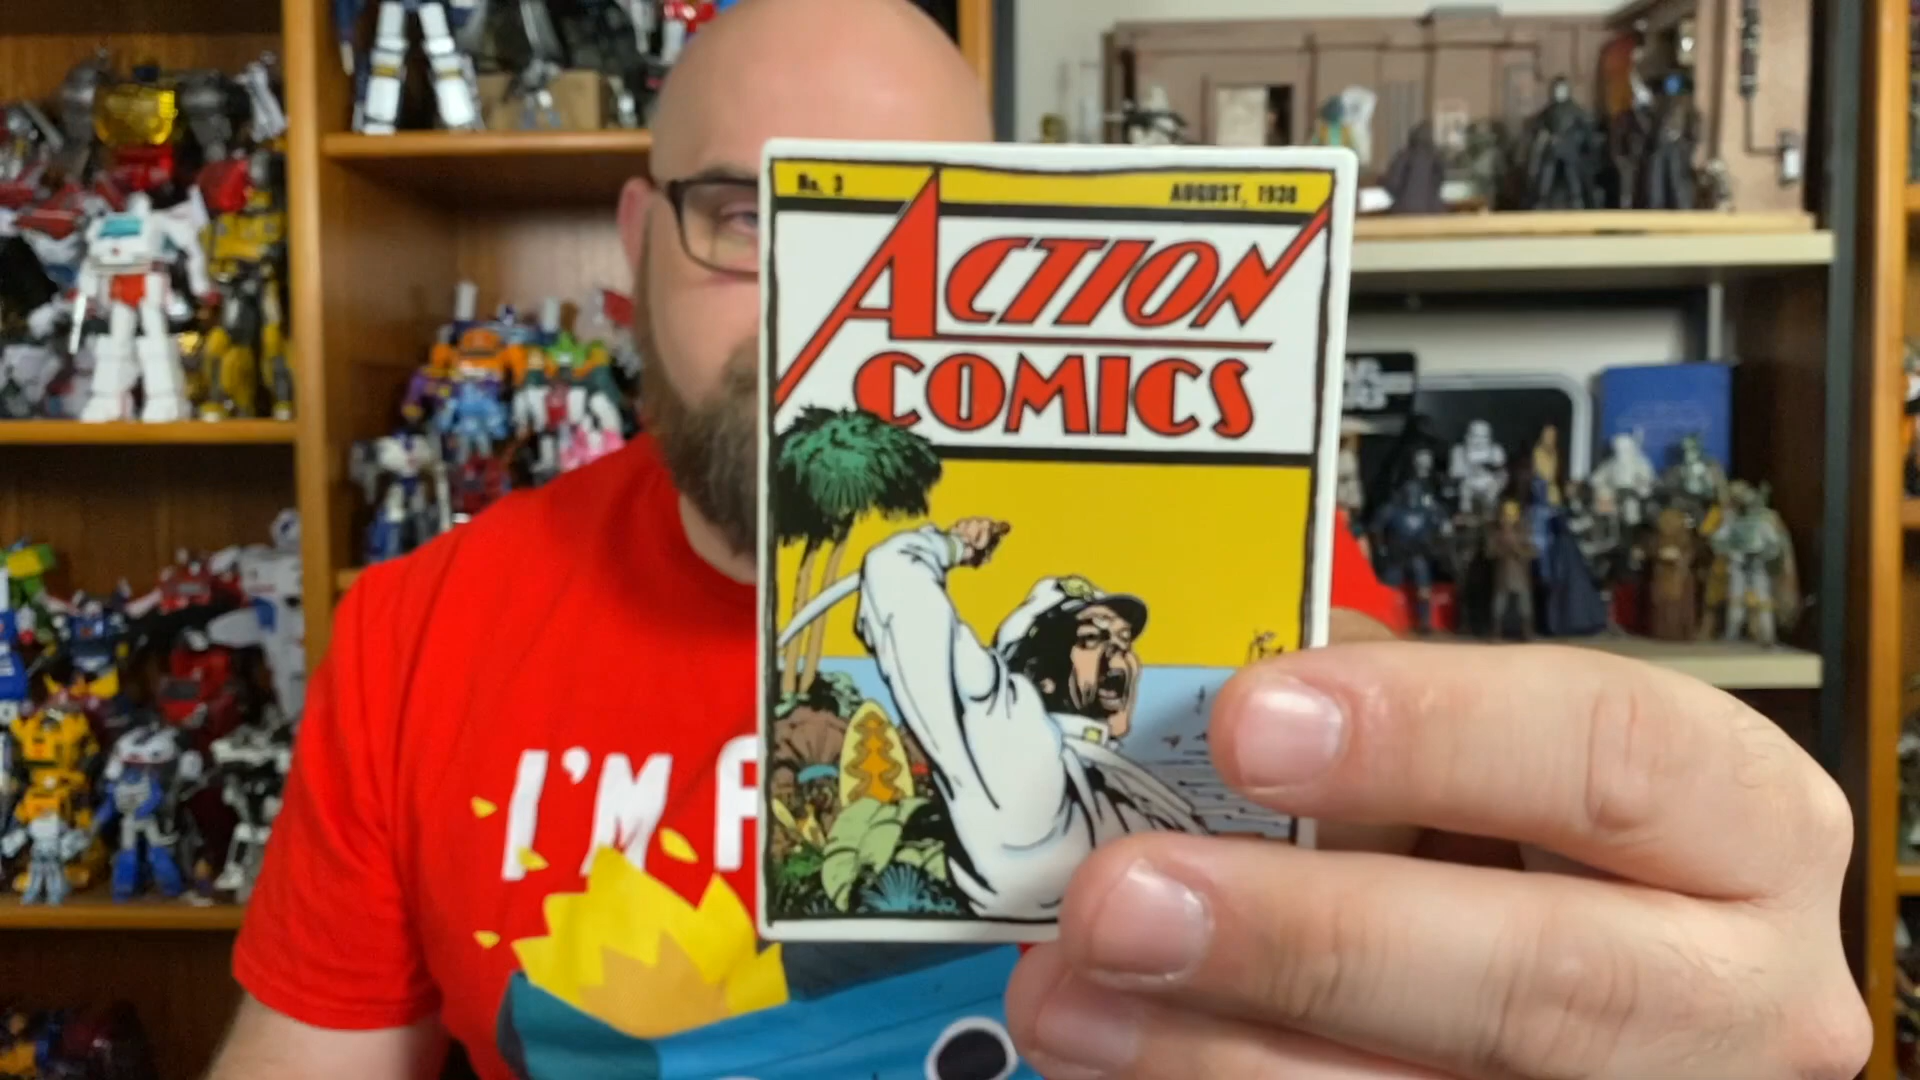 No. 3
AUGUST, 1938
ACTION
COMICS
I'M